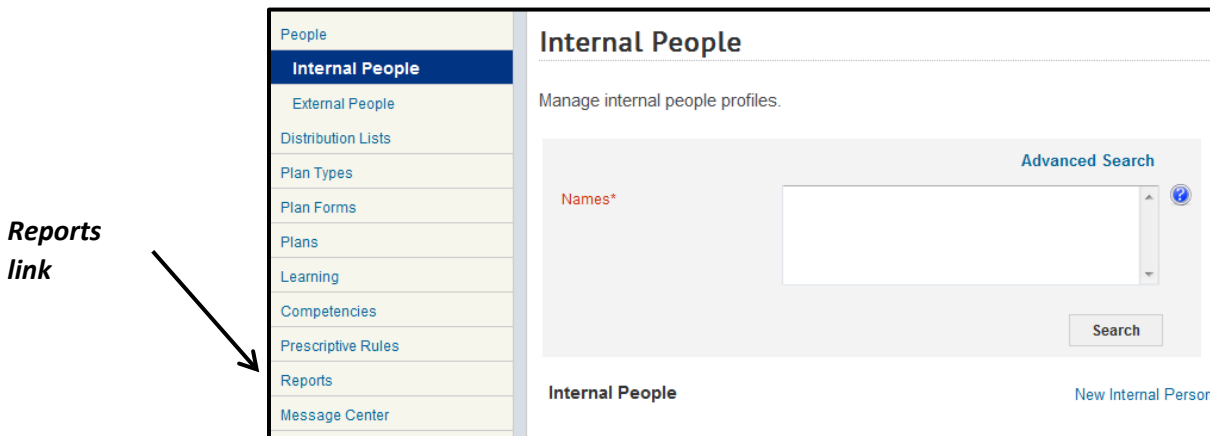 Reports
link
People
Internal People
External People
Distribution Lists
Plan Types
Plan Forms
Plans
Learning
Competencies
Prescriptive Rules
Reports
Message Center
Internal People
Manage internal people profiles.
Advanced Search
Names*
?
Search
Internal People
New Internal Person